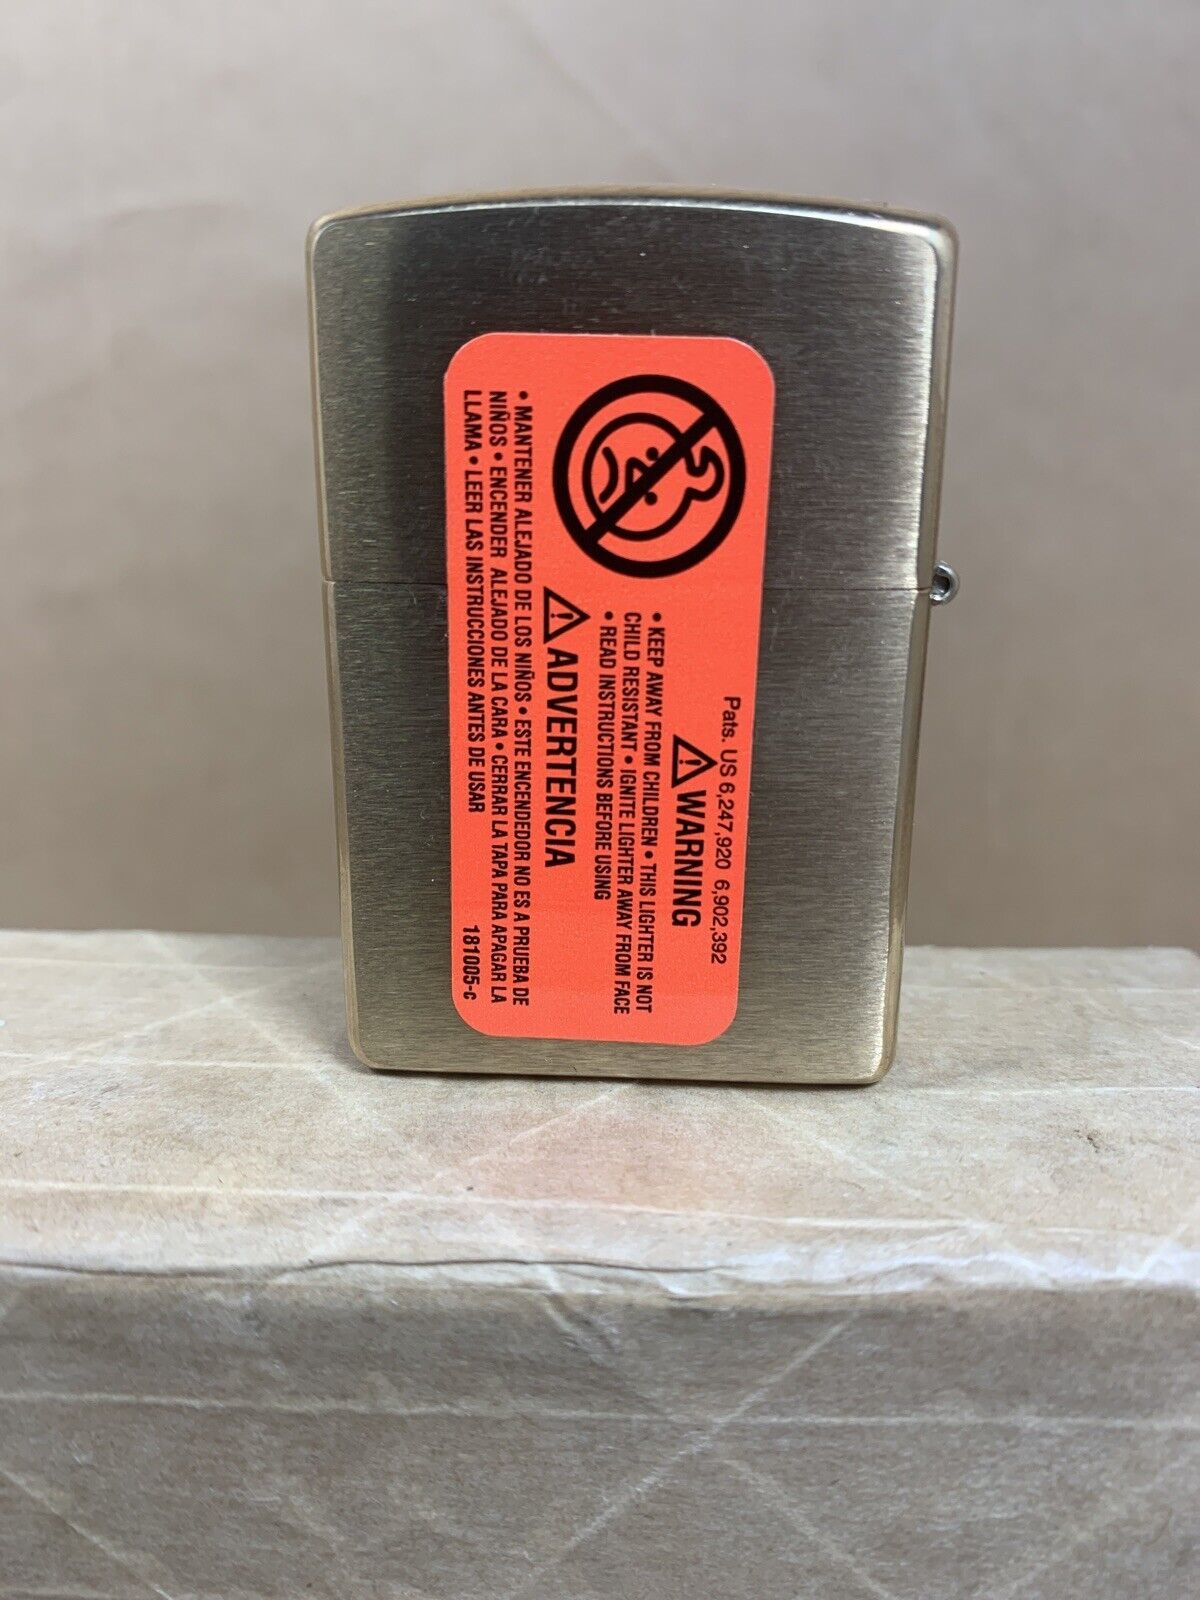 Pats. US 6,247,920 6,902,392
⚠WARNING
• KEEP AWAY FROM CHILDREN • THIS LIGHTER IS NOT
CHILD RESISTANT • IGNITE LIGHTER AWAY FROM FACE
• READ INSTRUCTIONS BEFORE USING
⚠ADVERTENCIA
• MANTENER ALEJADO DE LOS NIÑOS • ESTE ENCENDEDOR NO ES A PRUEBA DE
NIÑOS • ENCENDER ALEJADO DE LA CARA • CERRAR LA TAPA PARA APAGAR LA
LLAMA • LEER LAS INSTRUCCIONES ANTES DE USAR
181005-c